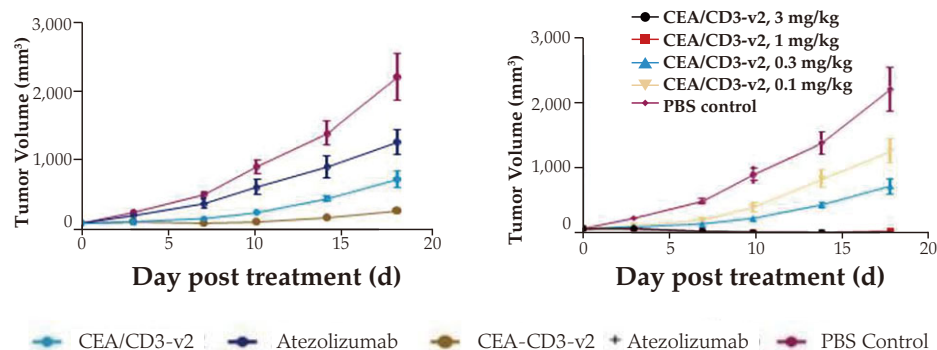 3,000
2,000
1,000
0
Tumor Volume (mm³)
0 5 10 15 20
Day post treatment (d)
CEA/CD3-v2, 3 mg/kg
CEA/CD3-v2, 1 mg/kg
CEA/CD3-v2, 0.3 mg/kg
CEA/CD3-v2, 0.1 mg/kg
PBS control
3,000
2,000
1,000
0
Tumor Volume (mm³)
0 5 10 15 20
Day post treatment (d)
CEA/CD3-v2 Atezolizumab CEA-CD3-v2 + Atezolizumab PBS Control